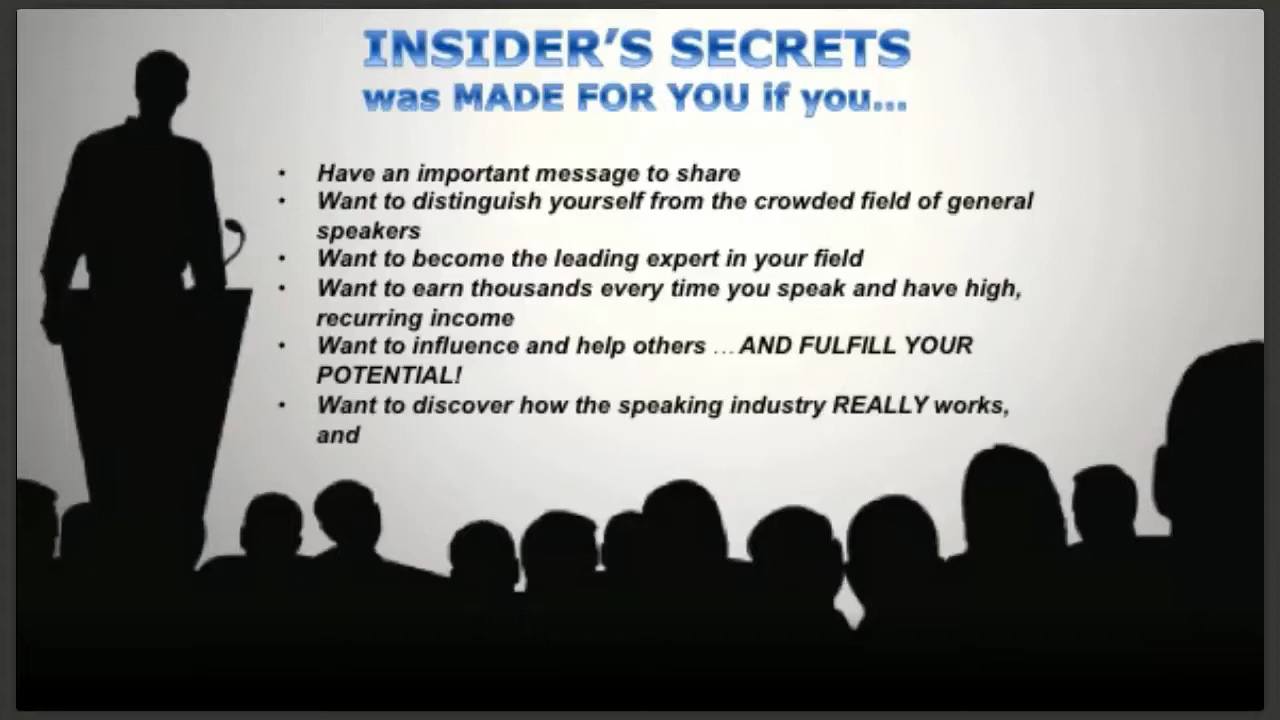 INSIDER'S SECRETS
was MADE FOR YOU if you...
• Have an important message to share
• Want to distinguish yourself from the crowded field of general
speakers
• Want to become the leading expert in your field
• Want to earn thousands every time you speak and have high,
recurring income
• Want to influence and help others ... AND FULFILL YOUR
POTENTIAL!
• Want to discover how the speaking industry REALLY works,
and